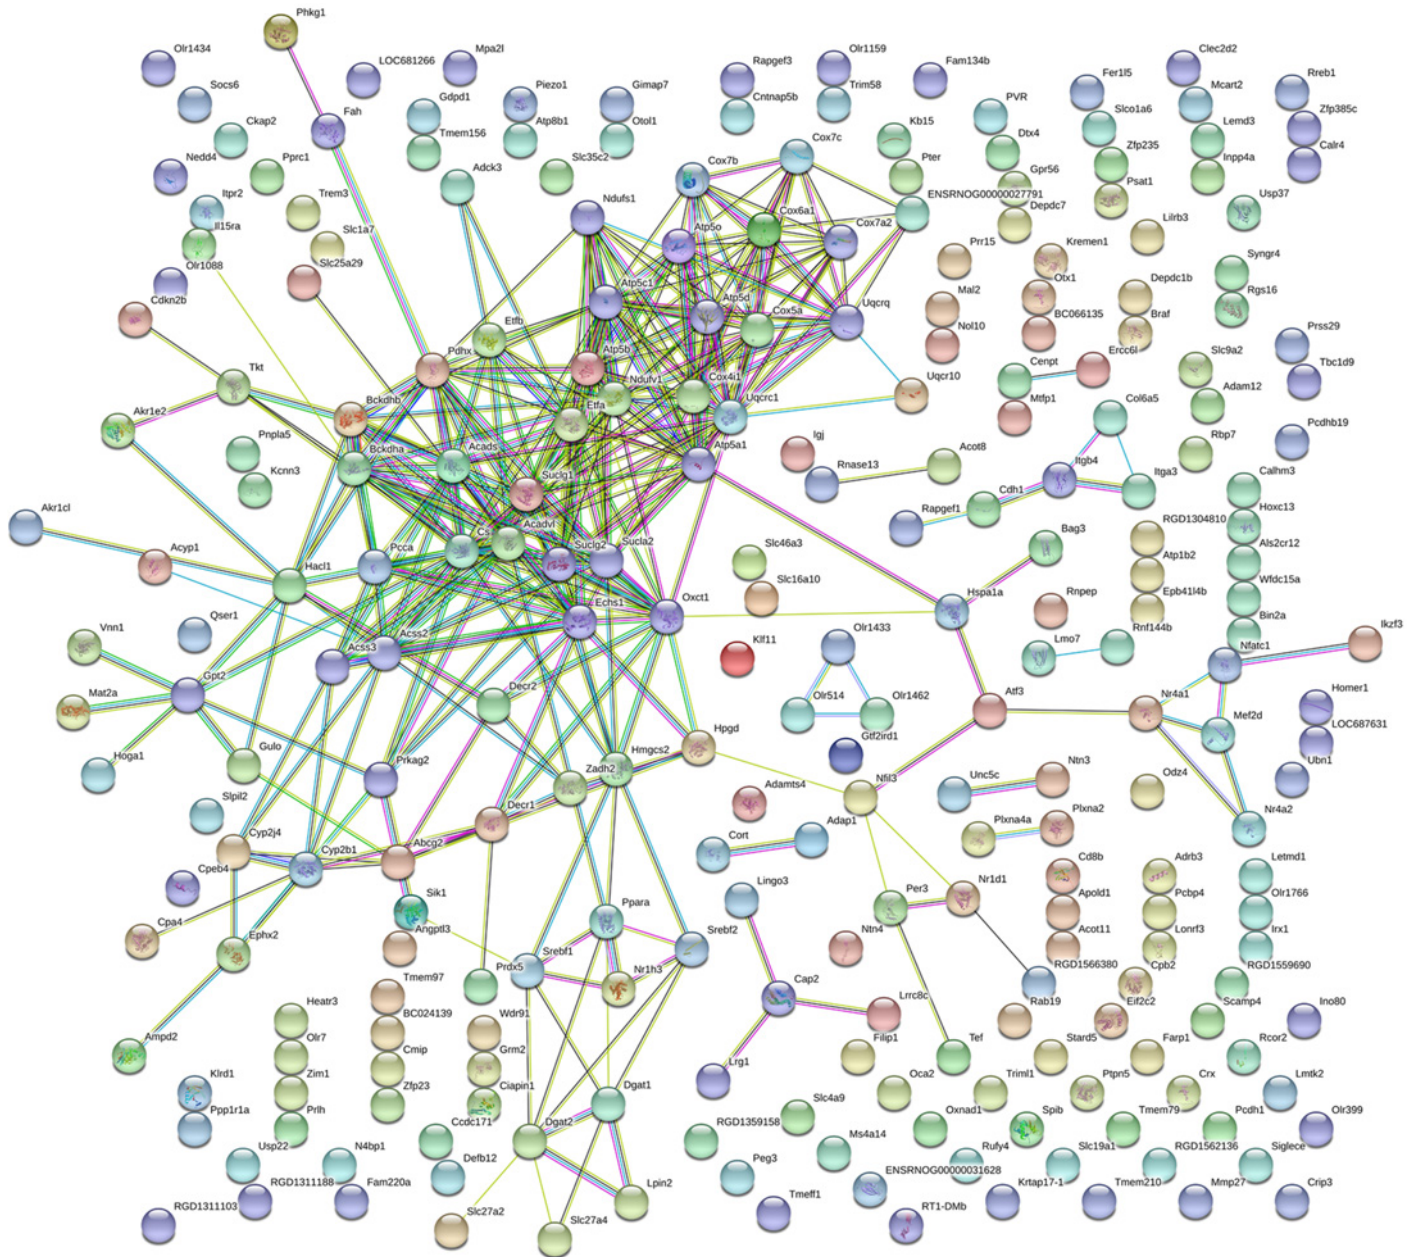 Phkg1
Olr1434
LOC681266
Mpa2l
Rapgef3
Olr1159
Fam134b
Clec2d2
Socs6
Fah
Gdpd1
Piezo1
Gimap7
Cntnap5b
Trim58
PVR
Fer1l5
Mcart2
Rreb1
Ckap2
Tmem156
Atp8b1
Otol1
Kb15
Dtx4
Slco1a6
Lemd3
Zfp385c
Nedd4
Pprc1
Adck3
Slc35c2
Cox7b
Cox7c
Pter
Gpr56
Zfp235
Inpp4a
Calr4
Itpr2
Trem3
Ndufs1
Cox6a1
ENSRNOG00000027791
Depdc7
Psat1
Usp37
Il15ra
Slc1a7
Atp5o
Cox7a2
Prr15
Kremen1
Lilrb3
Olr1088
Slc25a29
Atp5c1
Atp5d
Uqcrq
Mal2
Otx1
Depdc1b
Syngr4
Cdkn2b
Etfb
Cox5a
Nol10
BC066135
Braf
Rgs16
Tkt
Pdhx
Atp5b
Ndufv1
Cox4i1
Uqcr10
Cenpt
Ercc6l
Slc9a2
Prss29
Akr1e2
Bckdhb
Etfa
Uqcrc1
Mtfp1
Col6a5
Adam12
Tbc1d9
Pnpla5
Bckdha
Acads
Atp5a1
Igj
Acot8
Itgb4
Rbp7
Pcdhb19
Kcnn3
Suclg1
Rnase13
Cdh1
Itga3
Calhm3
Akr1cl
Cs
Acadvl
Rapgef1
Hoxc13
Acyp1
Pcca
Suclg2
Sucla2
Slc46a3
Bag3
RGD1304810
Als2cr12
Hacl1
Echs1
Oxct1
Slc16a10
Hspa1a
Atp1b2
Wfdc15a
Vnn1
Qser1
Acss2
Rnpep
Epb41l4b
Bin2a
Acss3
Klf11
Olr1433
Lmo7
Rnf144b
Nfatc1
Ikzf3
Mat2a
Gpt2
Decr2
Olr514
Olr1462
Atf3
Nr4a1
Homer1
Hoga1
Gulo
Hpgd
Gtf2ird1
Mef2d
LOC687631
Prkag2
Zadh2
Hmgcs2
Nfil3
Unc5c
Ntn3
Odz4
Ubn1
Slpil2
Decr1
Adamts4
Adap1
Plxna4a
Plxna2
Nr4a2
Cyp2j4
Cyp2b1
Abcg2
Cort
Cpeb4
Sik1
Lingo3
Per3
Nr1d1
Cd8b
Adrb3
Letmd1
Cpa4
Angptl3
Ppara
Srebf2
Apold1
Pcbp4
Olr1766
Ephx2
Srebf1
Prdx5
Nr1h3
Ntn4
Acot11
Lonrf3
Irx1
Tmem97
Cap2
Lrrc8c
RGD1566380
Cpb2
RGD1559690
Ampd2
Heatr3
BC024139
Wdr91
Rab19
Eif2c2
Scamp4
Ino80
Olr7
Cmip
Grm2
Lrg1
Filip1
Tef
Stard5
Farp1
Rcor2
Klrd1
Zim1
Zfp23
Ciapin1
Dgat1
Oca2
Triml1
Ptpn5
Crx
Lmtk2
Ppp1r1a
Prlh
Ccdc171
Dgat2
Slc4a9
Oxnad1
Spib
Tmem79
Pcdh1
Olr399
Usp22
N4bp1
Defb12
RGD1359158
Ms4a14
Rufy4
Slc19a1
RGD1562136
Siglece
RGD1311188
Fam220a
Lpin2
Peg3
ENSRNOG00000031628
Krtap17-1
Tmem210
Mmp27
Crip3
RGD1311103
Slc27a2
Slc27a4
Tmeff1
RT1-DMb